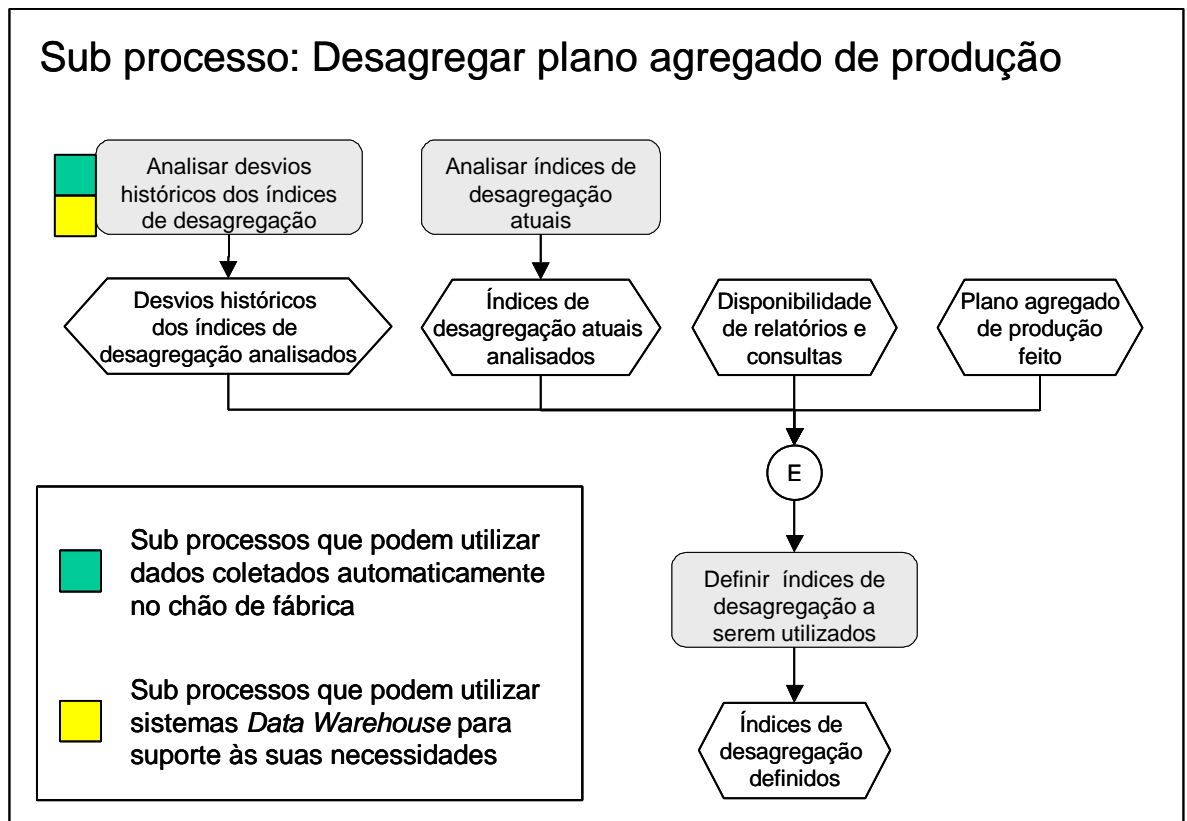 Sub processo: Desagregar plano agregado de produção
Analisar desvios
históricos dos índices
de desagregação
Analisar índices de
desagregação
atuais
Desvios históricos
dos índices de
desagregação analisados
Índices de
desagregação atuais
analisados
Disponibilidade
de relatórios e
consultas
Plano agregado
de produção
feito
E
Definir índices de
desagregação a
serem utilizados
Índices de
desagregação
definidos
Sub processos que podem utilizar
dados coletados automaticamente
no chão de fábrica
Sub processos que podem utilizar
sistemas Data Warehouse para
suporte às suas necessidades